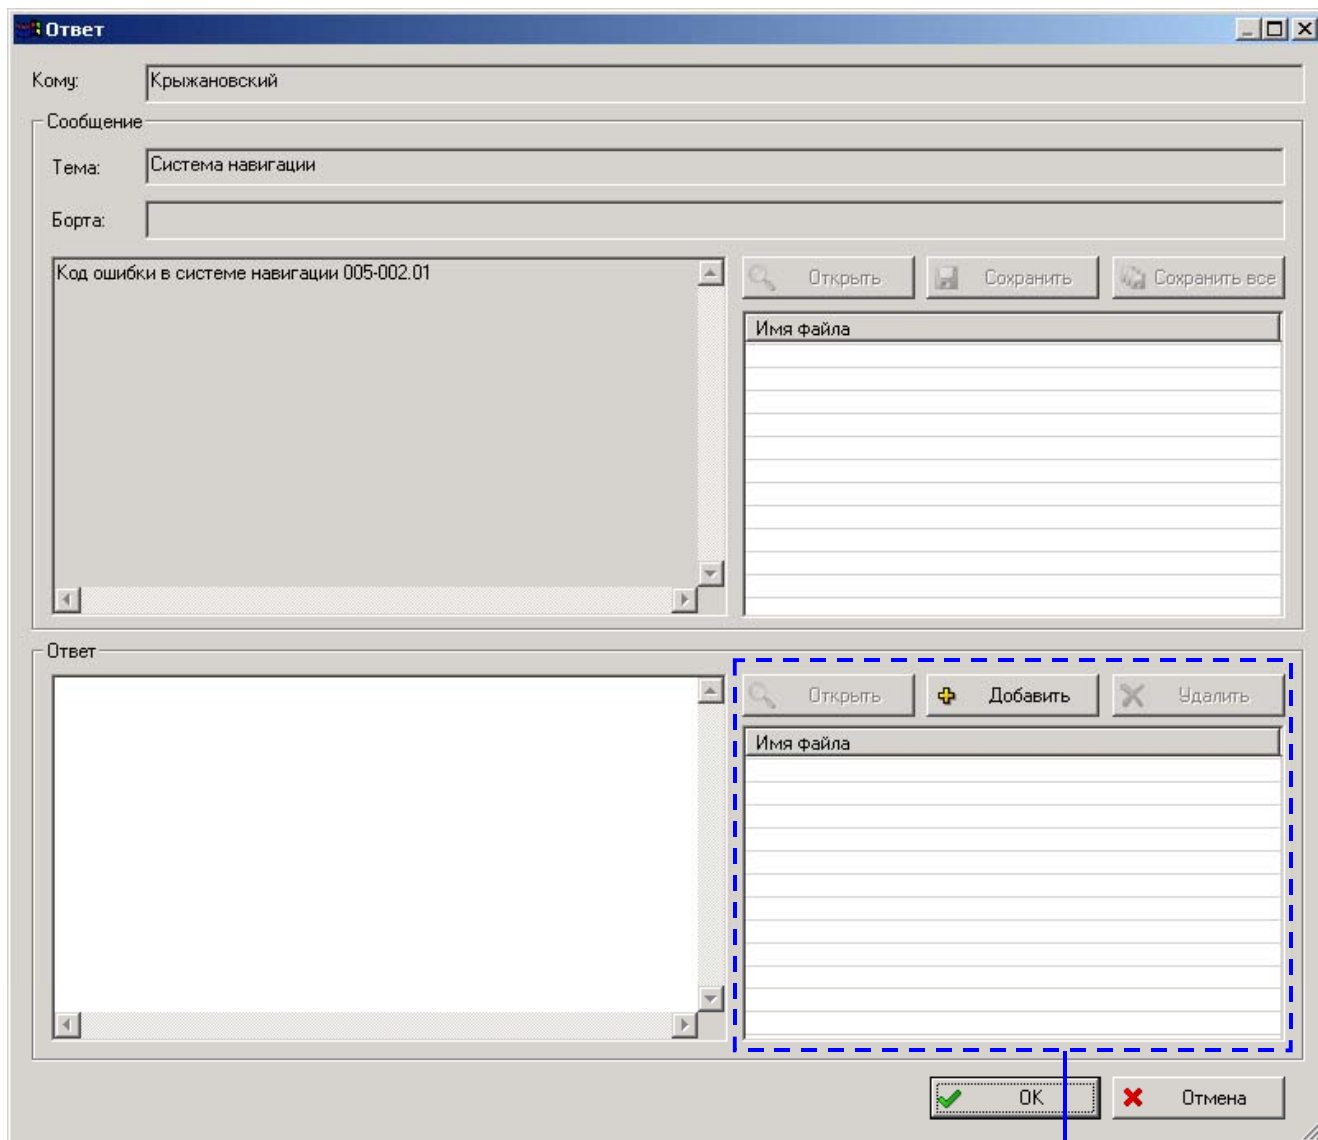 Ответ
Кому: Крыжановский
Сообщение
Тема: Система навигации
Борта:
Код ошибки в системе навигации 005-002.01
Открыть Сохранить Сохранить все
Имя файла
Ответ
Открыть Добавить Удалить
Имя файла
OK Отмена